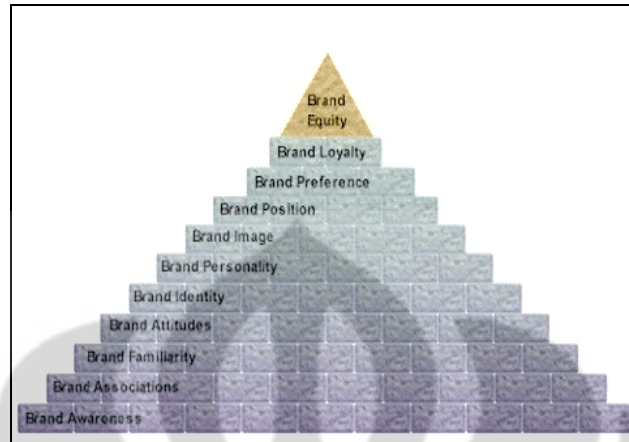 Brand
Equity
Brand Loyalty
Brand Preference
Brand Position
Brand Image
Brand Personality
Brand Identity
Brand Attitudes
Brand Familiarity
Brand Associations
Brand Awareness